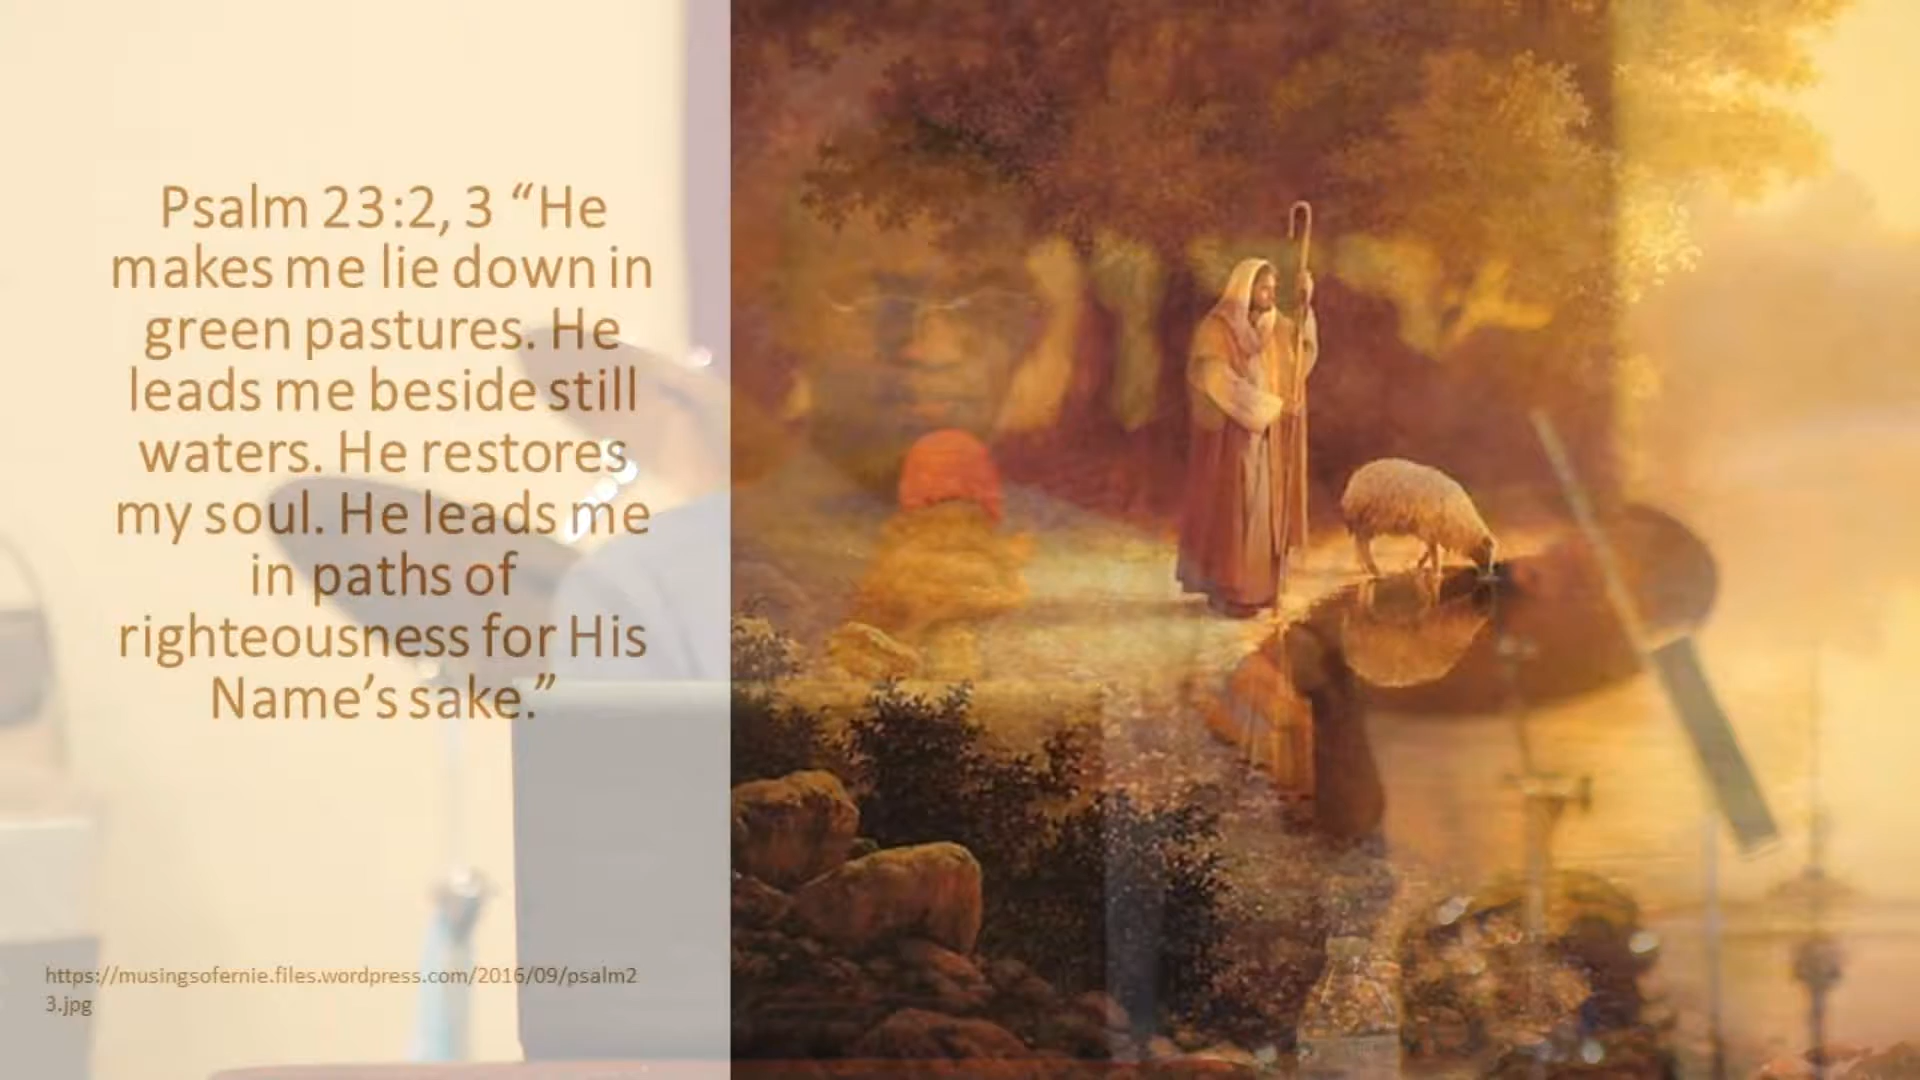 Psalm 23:2, 3 “He
makes me lie down in
green pastures. He
leads me beside still
waters. He restores
my soul. He leads me
in paths of
righteousness for His
Name’s sake.”
https://musingsofernie.files.wordpress.com/2016/09/psalm2
3.jpg